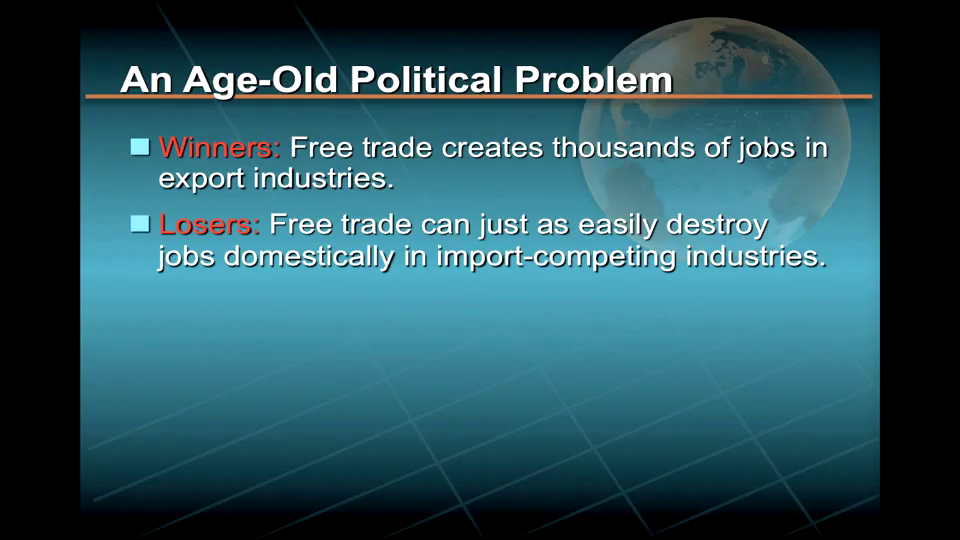 An Age-Old Political Problem
Winners: Free trade creates thousands of jobs in
export industries.
Losers: Free trade can just as easily destroy
jobs domestically in import-competing industries.